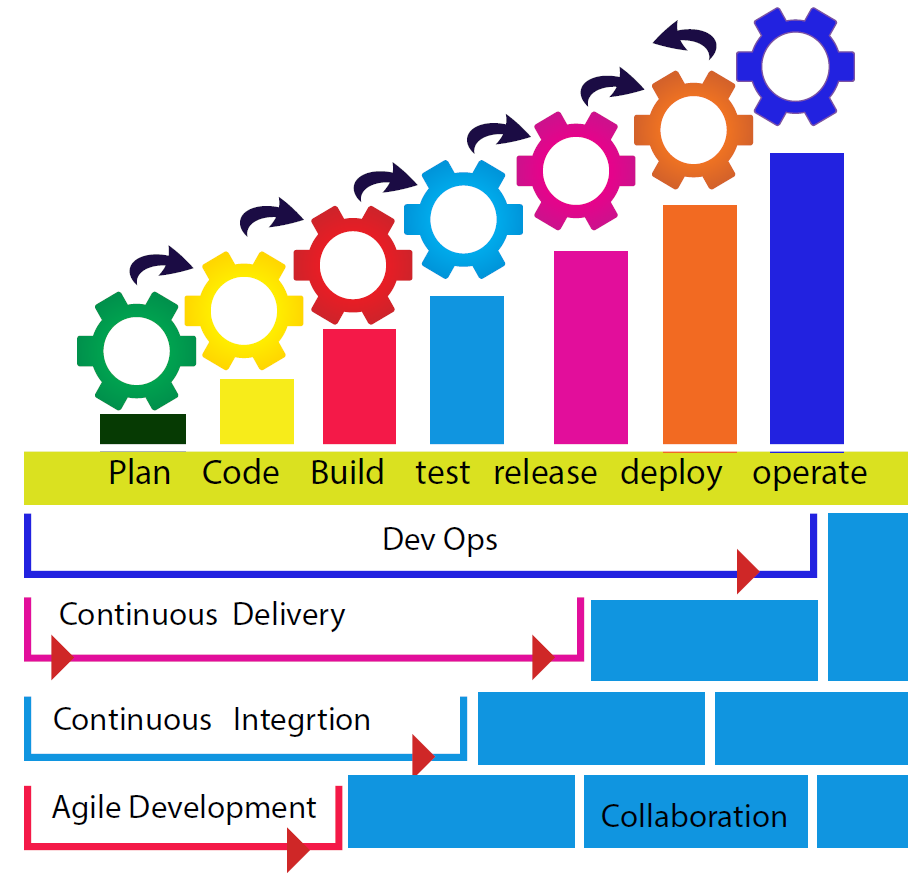 Plan Code Build test release deploy operate
Dev Ops
Continuous Delivery
Continuous Integrtion
Agile Development
Collaboration